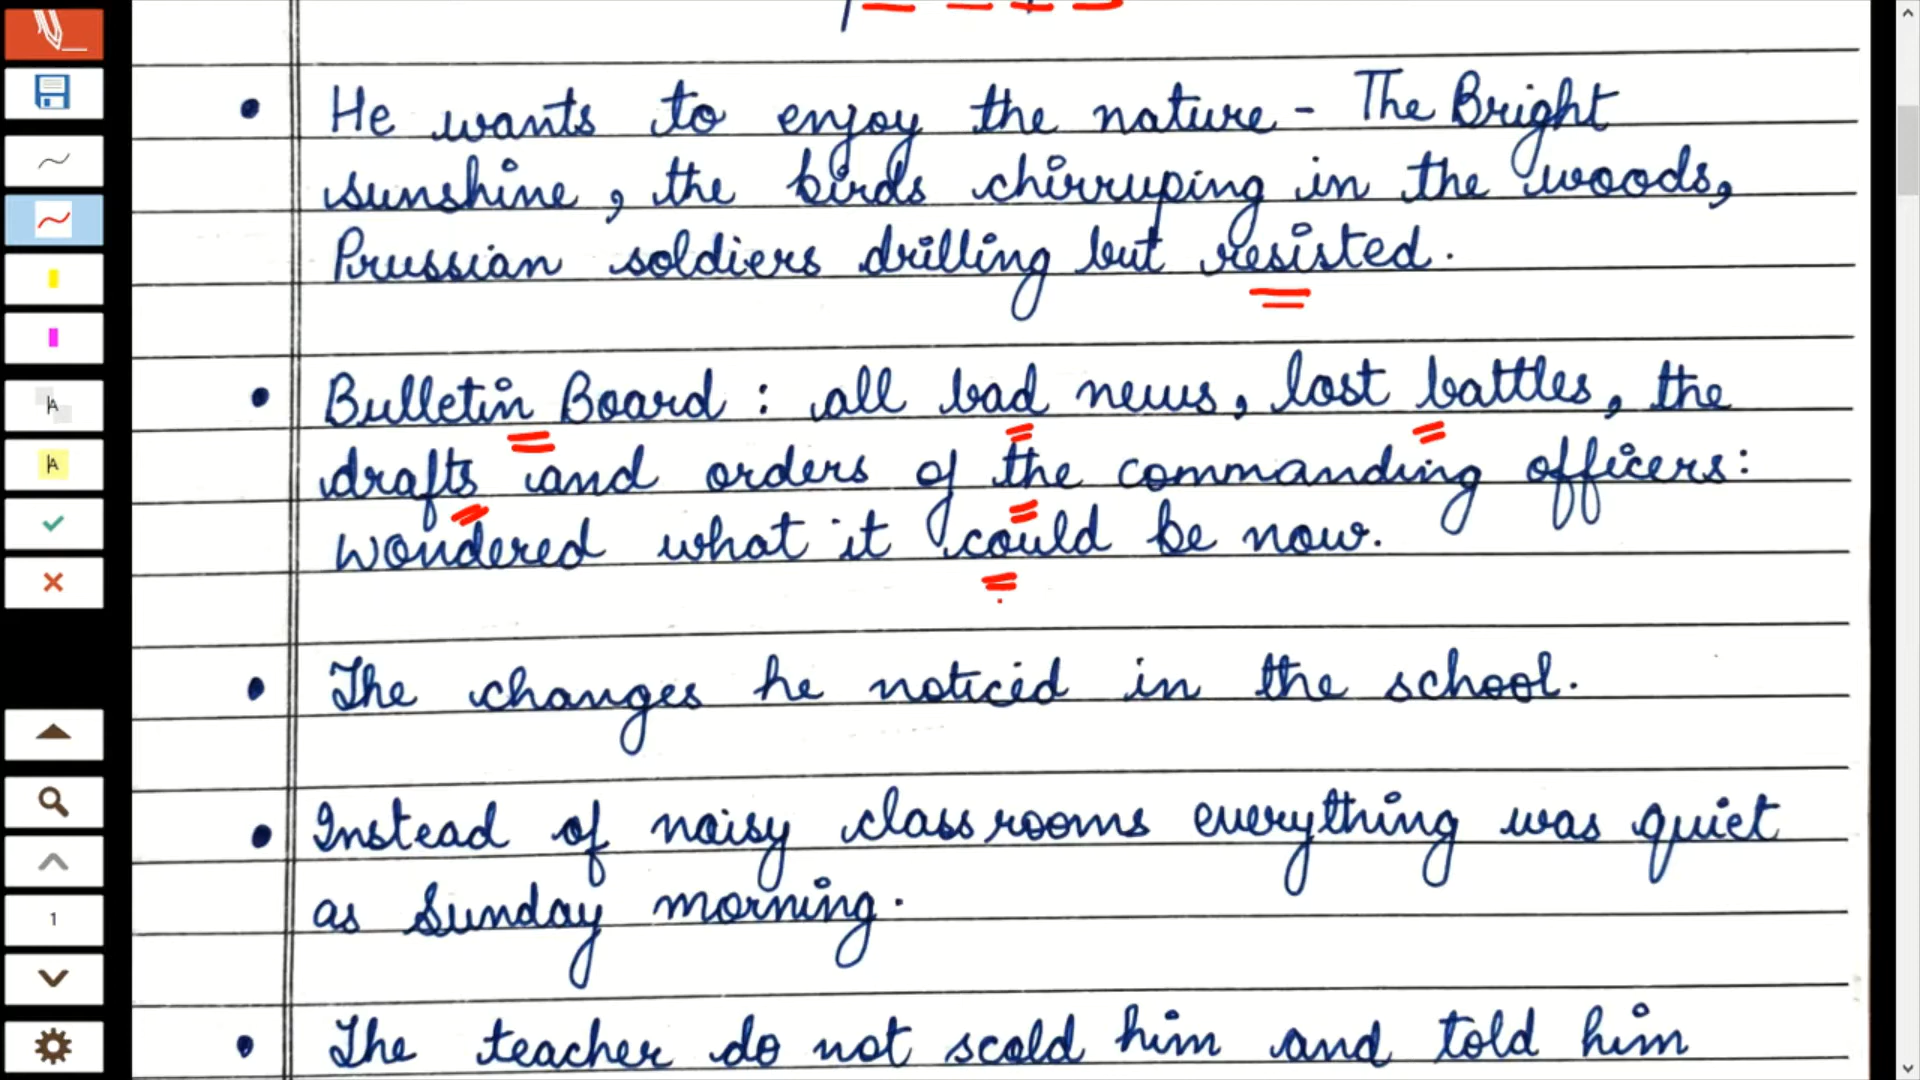 • He wants to enjoy the nature - The Bright
sunshine, the birds chirruping in the woods,
Prussian soldiers drilling but resisted.
• Bulletin Board : all bad news, lost battles, the
drafts and orders of the commanding officers:
wondered what it could be now.
• The changes he noticed in the school.
• Instead of noisy classrooms everything was quiet
as Sunday morning.
• The teacher do not scold him and told him
1